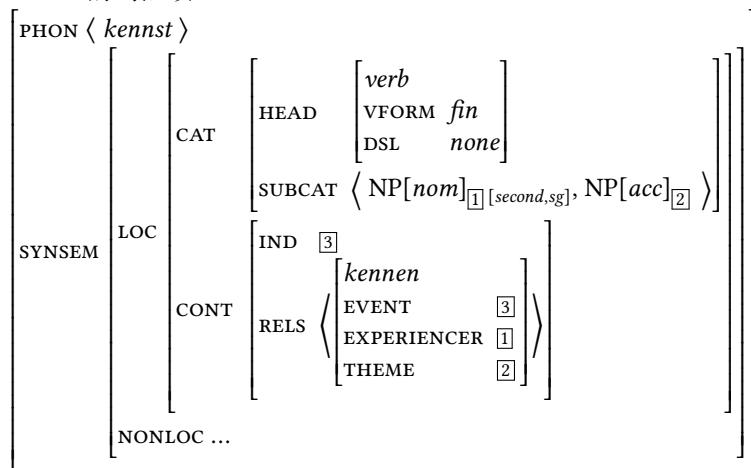 PHON ⟨ kennst ⟩
verb
HEAD VFORM fin
CAT DSL none
SUBCAT ⟨ NP[nom]1[second,sg], NP[acc]2 ⟩
LOC
IND 3
SYNSEM
kennen
CONT EVENT 3
RELS ⟨ EXPERIENCER 1 ⟩
THEME 2
NONLOC ...